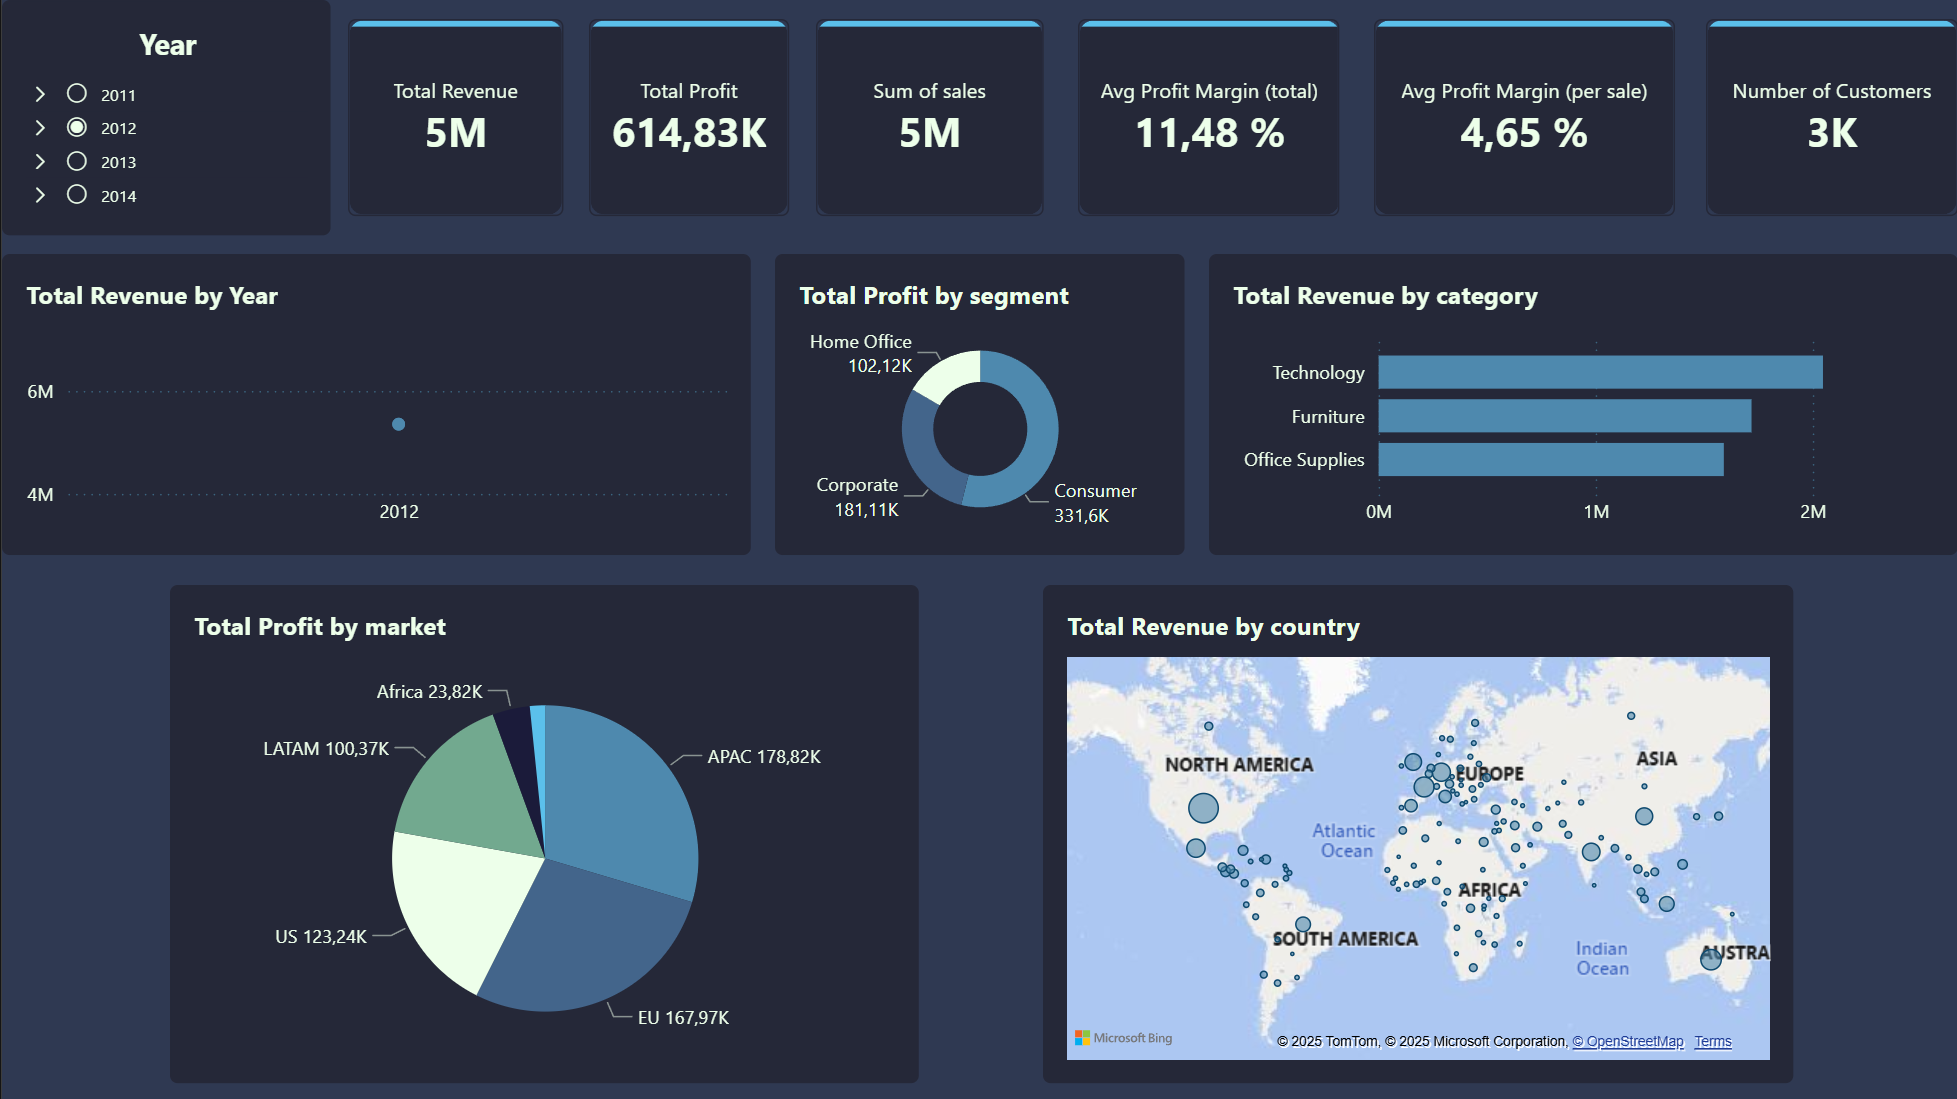 Year
2011
2012
2013
2014
Total Revenue
5M
Total Profit
614,83K
Sum of sales
5M
Avg Profit Margin (total)
11,48 %
Avg Profit Margin (per sale)
4,65 %
Number of Customers
3K
Total Revenue by Year
6M
4M
2012
Total Profit by segment
Home Office
102,12K
Corporate
181,11K
Consumer
331,6K
Total Revenue by category
Technology
Furniture
Office Supplies
0M 1M 2M
Total Profit by market
Africa 23,82K
LATAM 100,37K
APAC 178,82K
US 123,24K
EU 167,97K
Total Revenue by country
NORTH AMERICA
EUROPE
ASIA
Atlantic
Ocean
AFRICA
SOUTH AMERICA
Indian
Ocean
AUSTRA
Microsoft Bing
© 2025 TomTom, © 2025 Microsoft Corporation, © OpenStreetMap Terms